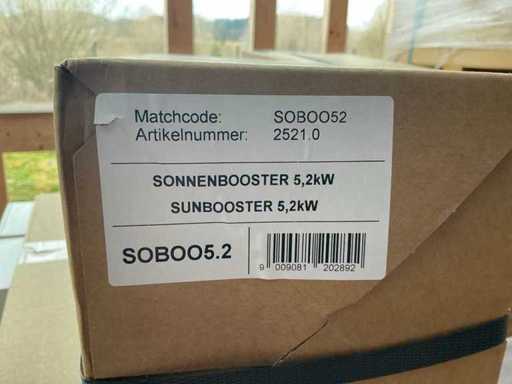 Matchcode: SOBOO52
Artikelnummer: 2521.0
SONNENBOOSTER 5,2kW
SUNBOOSTER 5,2kW
SOBOO5.2
9 009081 202892